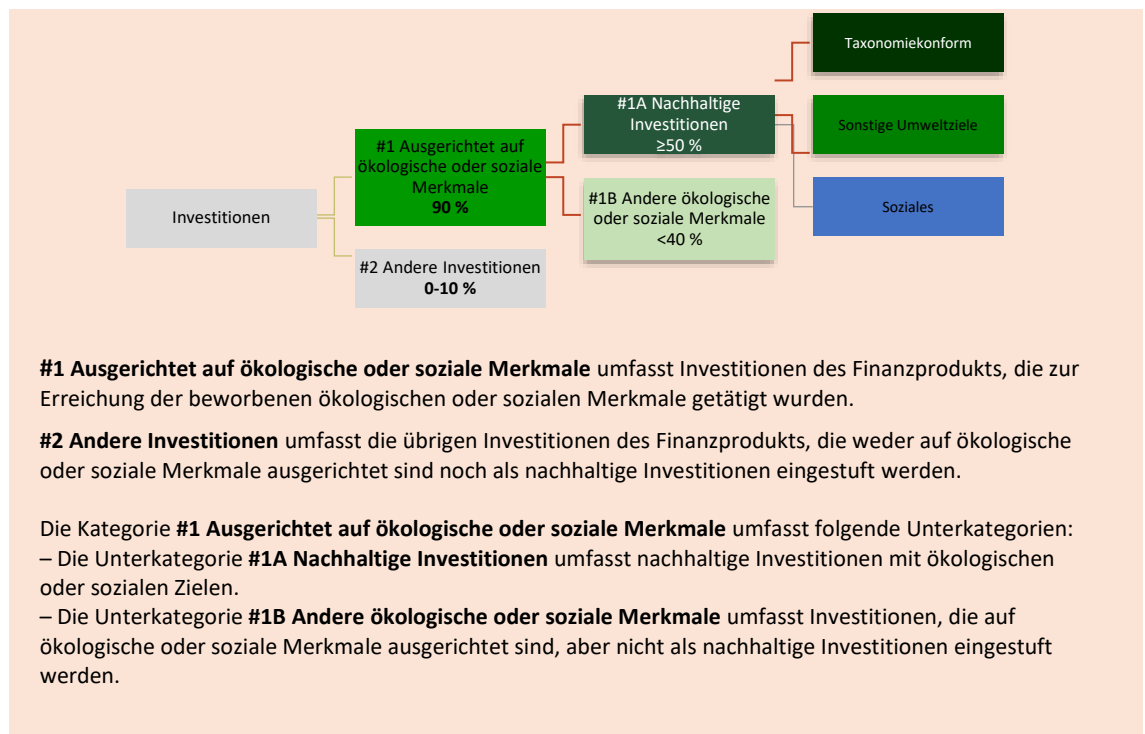 Taxonomiekonform
#1A Nachhaltige
Investitionen
≥50 %
Sonstige Umweltziele
#1 Ausgerichtet auf
ökologische oder soziale
Merkmale
90 %
#1B Andere ökologische
oder soziale Merkmale
<40 %
Soziales
Investitionen
#2 Andere Investitionen
0-10 %
#1 Ausgerichtet auf ökologische oder soziale Merkmale umfasst Investitionen des Finanzprodukts, die zur
Erreichung der beworbenen ökologischen oder sozialen Merkmale getätigt wurden.
#2 Andere Investitionen umfasst die übrigen Investitionen des Finanzprodukts, die weder auf ökologische
oder soziale Merkmale ausgerichtet sind noch als nachhaltige Investitionen eingestuft werden.
Die Kategorie #1 Ausgerichtet auf ökologische oder soziale Merkmale umfasst folgende Unterkategorien:
– Die Unterkategorie #1A Nachhaltige Investitionen umfasst nachhaltige Investitionen mit ökologischen
oder sozialen Zielen.
– Die Unterkategorie #1B Andere ökologische oder soziale Merkmale umfasst Investitionen, die auf
ökologische oder soziale Merkmale ausgerichtet sind, aber nicht als nachhaltige Investitionen eingestuft
werden.